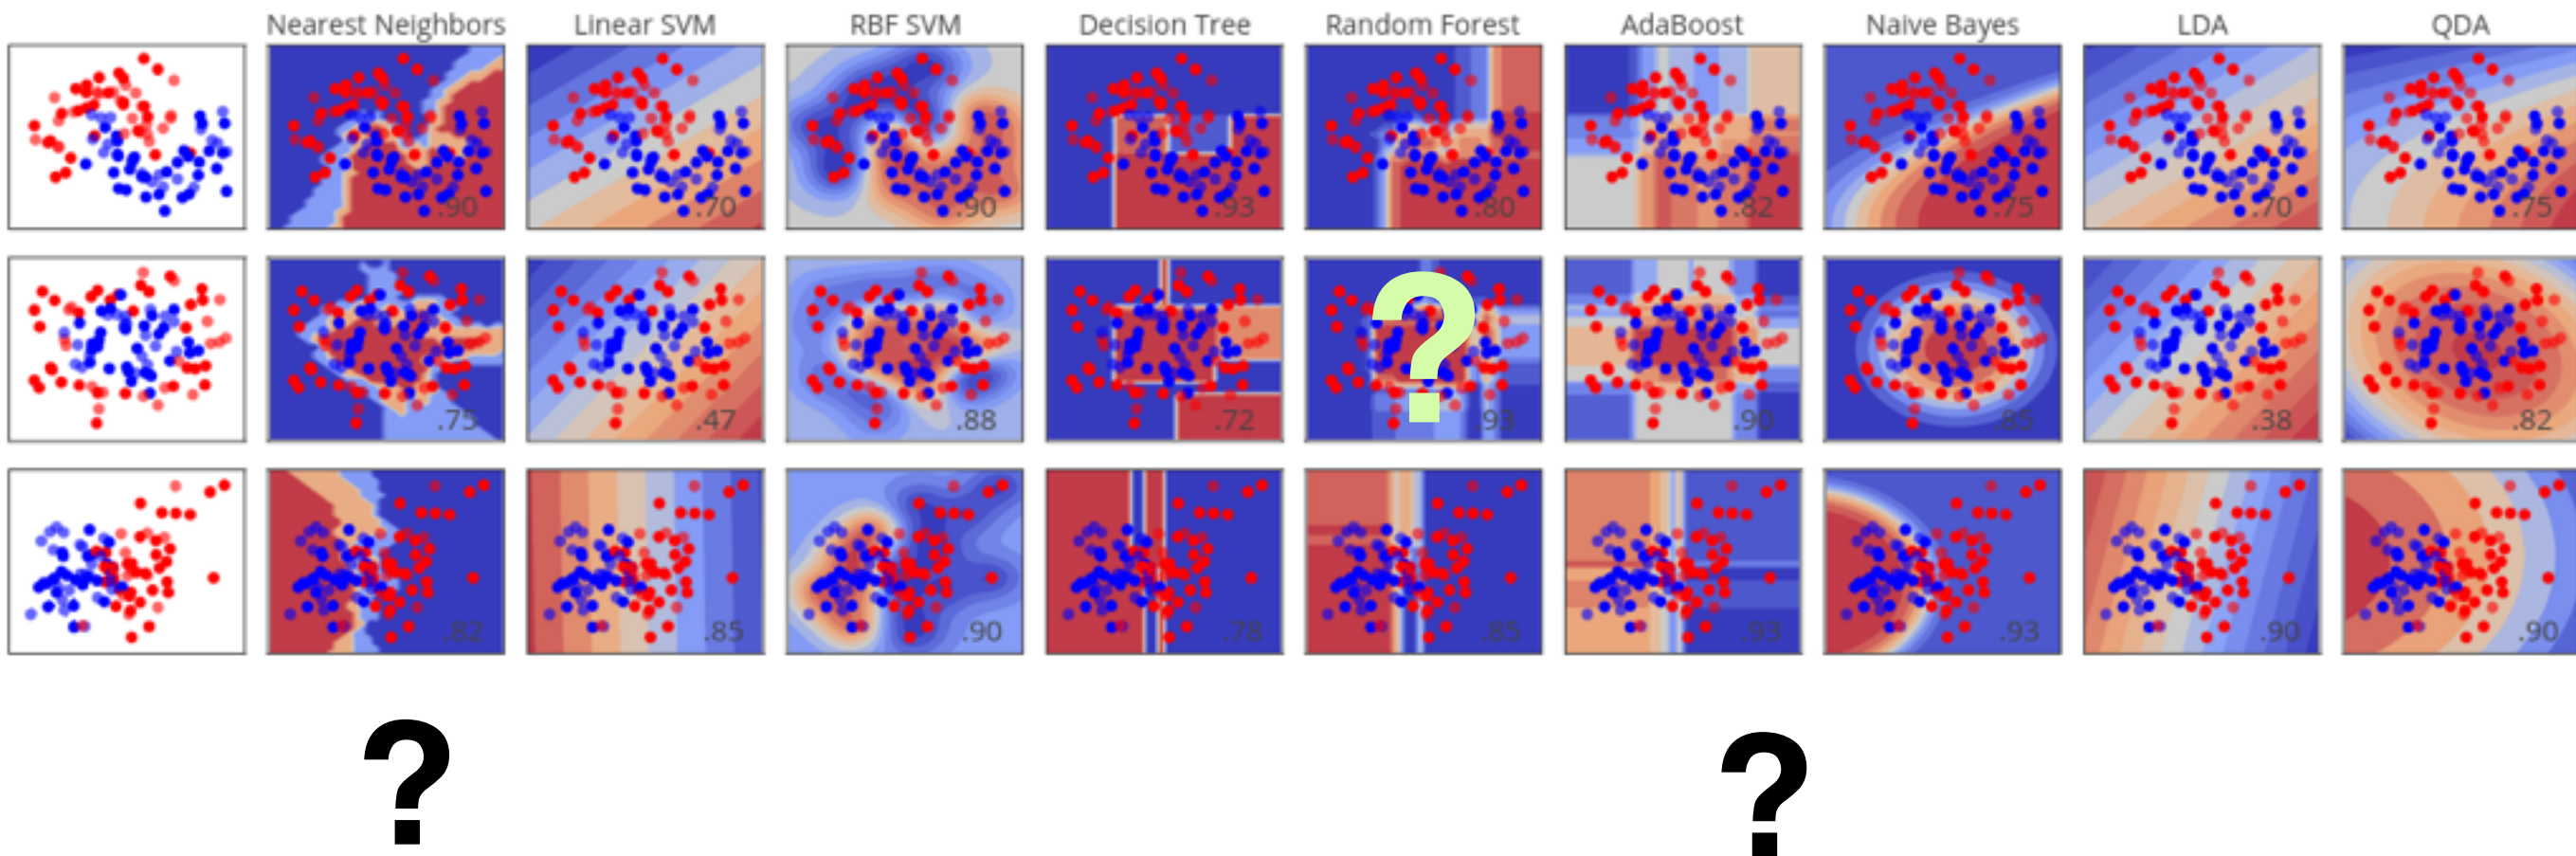 Nearest Neighbors Linear SVM RBF SVM Decision Tree Random Forest AdaBoost Naive Bayes LDA QDA
.90 .70 .90 .93 .80 .82 .75 .70 .75
?
.75 .47 .88 .72 .93 .90 .85 .38 .82
.82 .85 .90 .78 .85 .93 .93 .90 .90
? ?